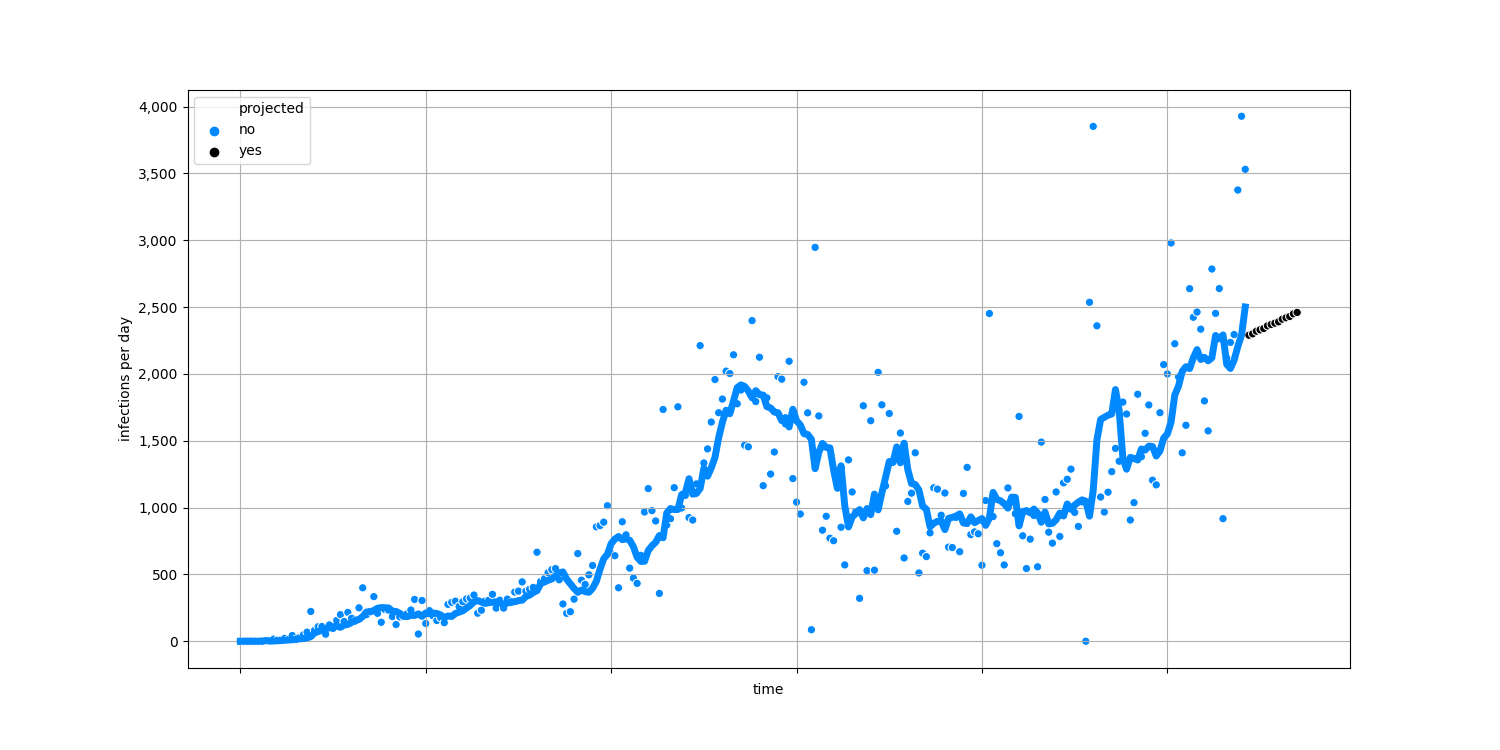 projected
no
yes
4,000
3,500
3,000
2,500
2,000
1,500
1,000
500
0
infections per day
time